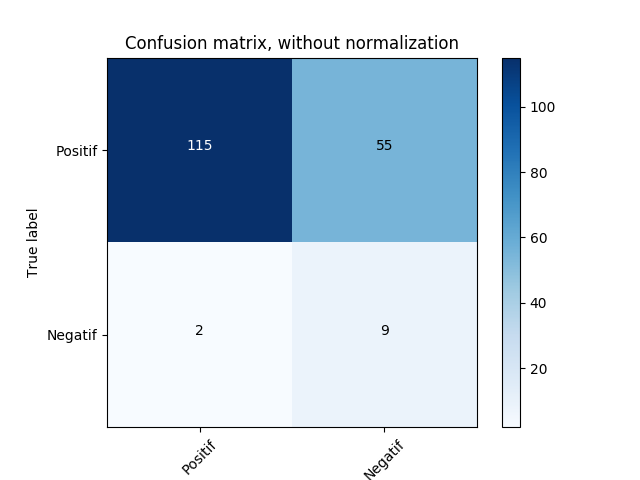 Confusion matrix, without normalization
True label
Positif
115
55
Negatif
2
9
Positif
Negatif
100
80
60
40
20